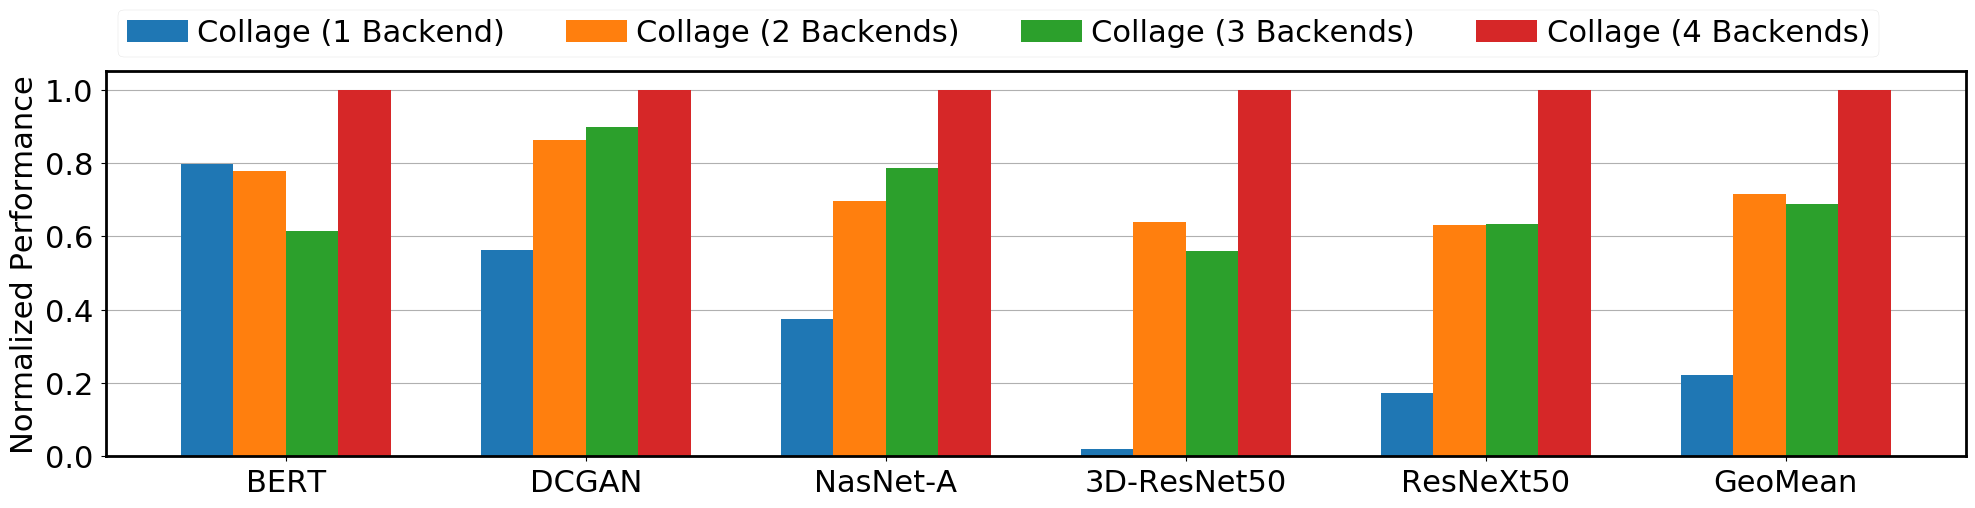 Collage (1 Backend) Collage (2 Backends) Collage (3 Backends) Collage (4 Backends)
Normalized Performance
1.0
0.8
0.6
0.4
0.2
0.0
BERT DCGAN NasNet-A 3D-ResNet50 ResNeXt50 GeoMean